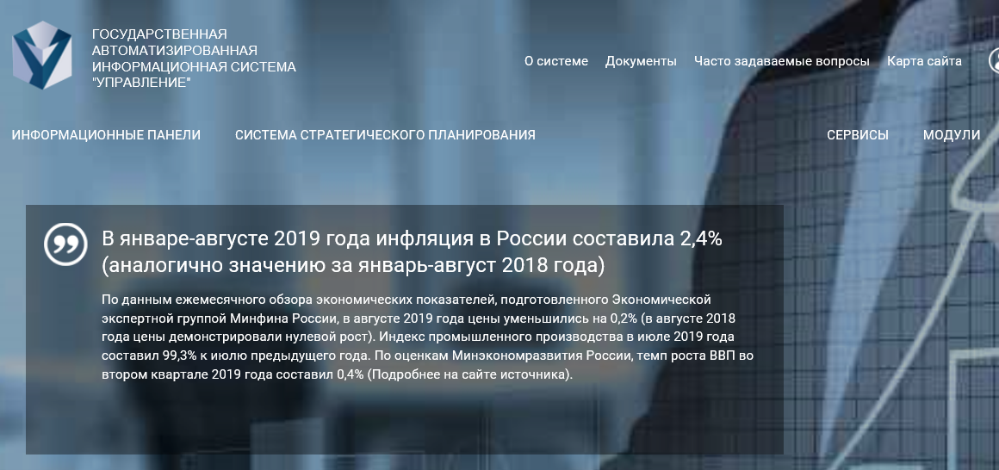 ГОСУДАРСТВЕННАЯ
АВТОМАТИЗИРОВАННАЯ
ИНФОРМАЦИОННАЯ СИСТЕМА
"УПРАВЛЕНИЕ"
О системе Документы Часто задаваемые вопросы Карта сайта
ИНФОРМАЦИОННЫЕ ПАНЕЛИ СИСТЕМА СТРАТЕГИЧЕСКОГО ПЛАНИРОВАНИЯ СЕРВИСЫ МОДУЛИ
В январе-августе 2019 года инфляция в России составила 2,4%
(аналогично значению за январь-август 2018 года)
По данным ежемесячного обзора экономических показателей, подготовленного Экономической
экспертной группой Минфина России, в августе 2019 года цены уменьшились на 0,2% (в августе 2018
года цены демонстрировали нулевой рост). Индекс промышленного производства в июле 2019 года
составил 99,3% к июлю предыдущего года. По оценкам Минэкономразвития России, темп роста ВВП во
втором квартале 2019 года составил 0,4% (Подробнее на сайте источника).